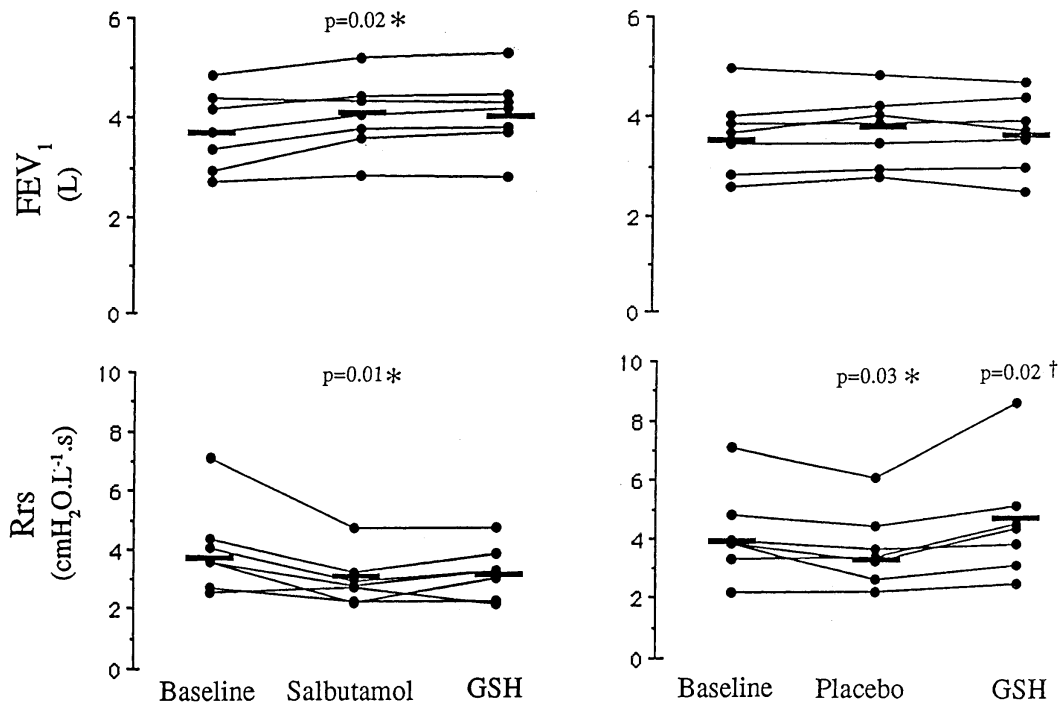 6
4
2
0
FEV₁
(L)
p=0.02 *
6
4
2
0
10
8
6
4
2
0
Rrs
(cmH₂O.L⁻¹.s)
p=0.01 *
Baseline Salbutamol GSH
10
8
6
4
2
0
p=0.03 * p=0.02 †
Baseline Placebo GSH